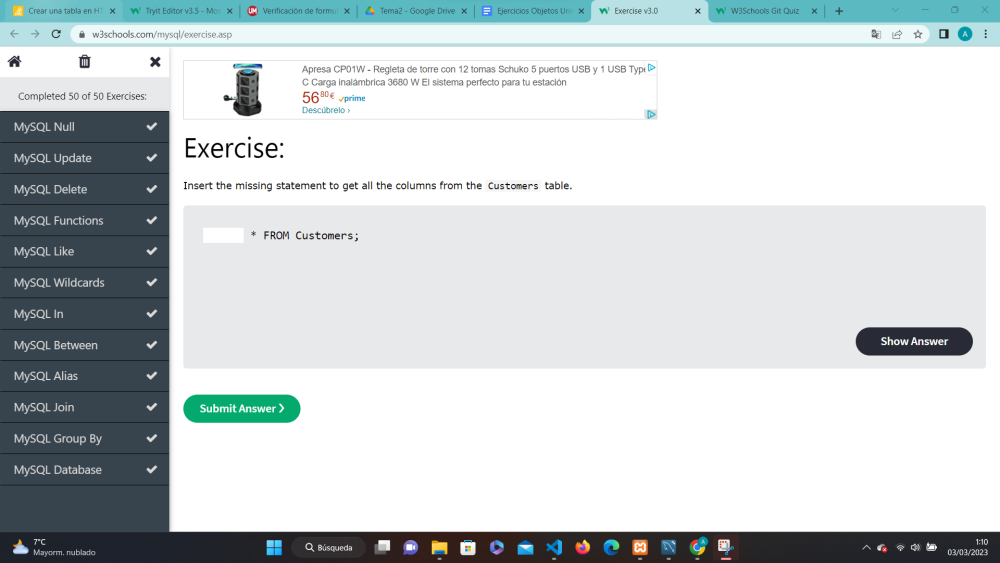 Crear una tabla en HT
Tryit Editor v3.5 – Mos
Verificación de formul
Tema2 - Google Drive
Ejercicios Objetos Uni
Exercise v3.0
W3Schools Git Quiz
w3schools.com/mysql/exercise.asp
A
Completed 50 of 50 Exercises:
MySQL Null
MySQL Update
MySQL Delete
MySQL Functions
MySQL Like
MySQL Wildcards
MySQL In
MySQL Between
MySQL Alias
MySQL Join
MySQL Group By
MySQL Database
Apresa CP01W - Regleta de torre con 12 tomas Schuko 5 puertos USB y 1 USB Type
C Carga inalámbrica 3680 W El sistema perfecto para tu estación
56 80 € prime
Descúbrelo ›
Exercise:
Insert the missing statement to get all the columns from the Customers table.
* FROM Customers;
Show Answer
Submit Answer ❯
7°C
Mayorm. nublado
Búsqueda
1:10
03/03/2023